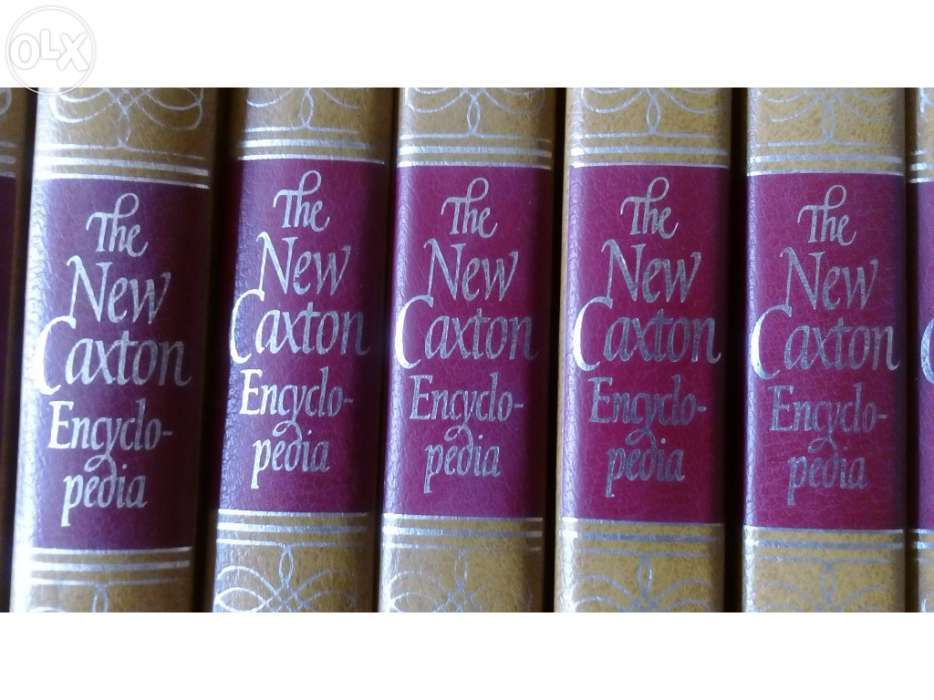 OLX
The
New
Caxton
Encyclo-
pedia
The
New
Caxton
Encyclo-
pedia
The
New
Caxton
Encyclo-
pedia
The
New
Caxton
Encyclo-
pedia
The
New
Caxton
Encyclo-
pedia